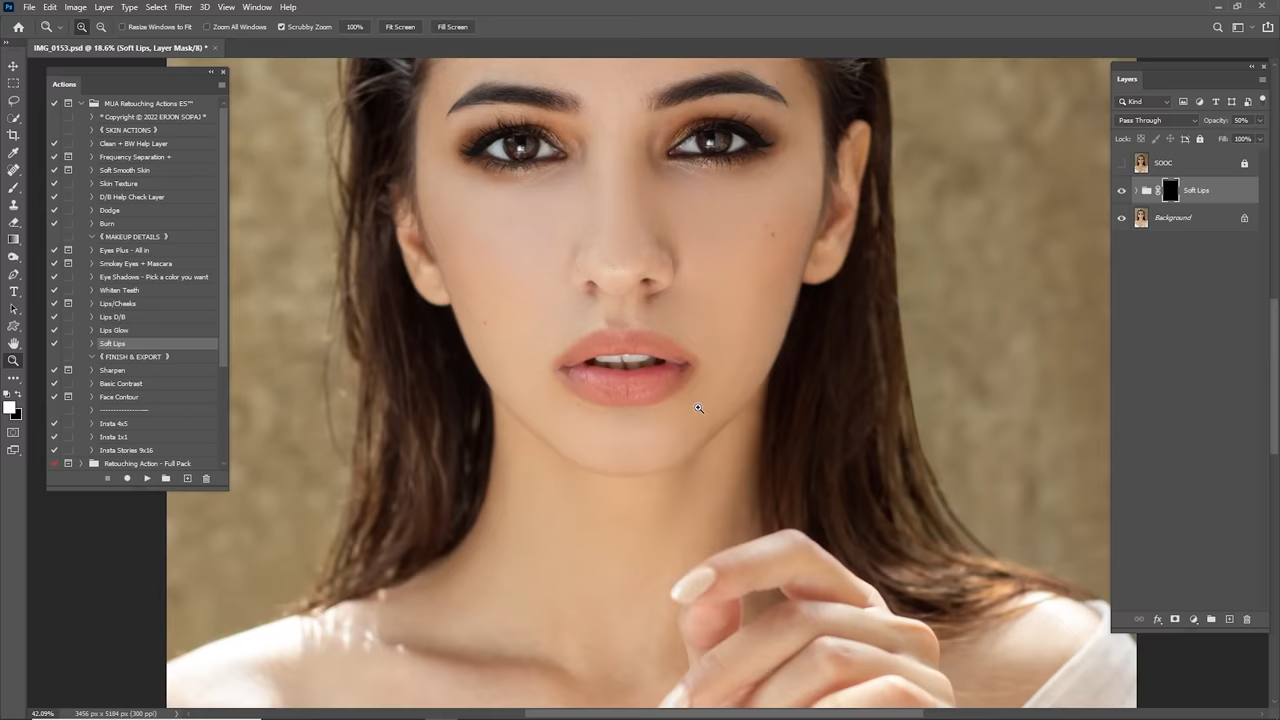 Ps File Edit Image Layer Type Select Filter 3D View Window Help
Resize Windows to Fit Zoom All Windows Scrubby Zoom 100% Fit Screen Fill Screen
IMG_0153.psd @ 18.6% (Soft Lips, Layer Mask/8) *
Actions
MUA Retouching Actions ES™
* Copyright © 2022 ERJON SOPAJ *
《 SKIN ACTIONS 》
Clean + BW Help Layer
Frequency Separation +
Soft Smooth Skin
Skin Texture
D/B Help Check Layer
Dodge
Burn
《 MAKEUP DETAILS 》
Eyes Plus - All in
Smokey Eyes + Mascara
Eye Shadows - Pick a color you want
Whiten Teeth
Lips/Cheeks
Lips D/B
Lips Glow
Soft Lips
《 FINISH & EXPORT 》
Sharpen
Basic Contrast
Face Contour
--------------------
Insta 4x5
Insta 1x1
Insta Stories 9x16
Retouching Action - Full Pack
Layers
Kind
Pass Through Opacity: 50%
Lock: Fill: 100%
SOOC
Soft Lips
Background
fx
42.09% 3456 px x 5184 px (300 ppi)